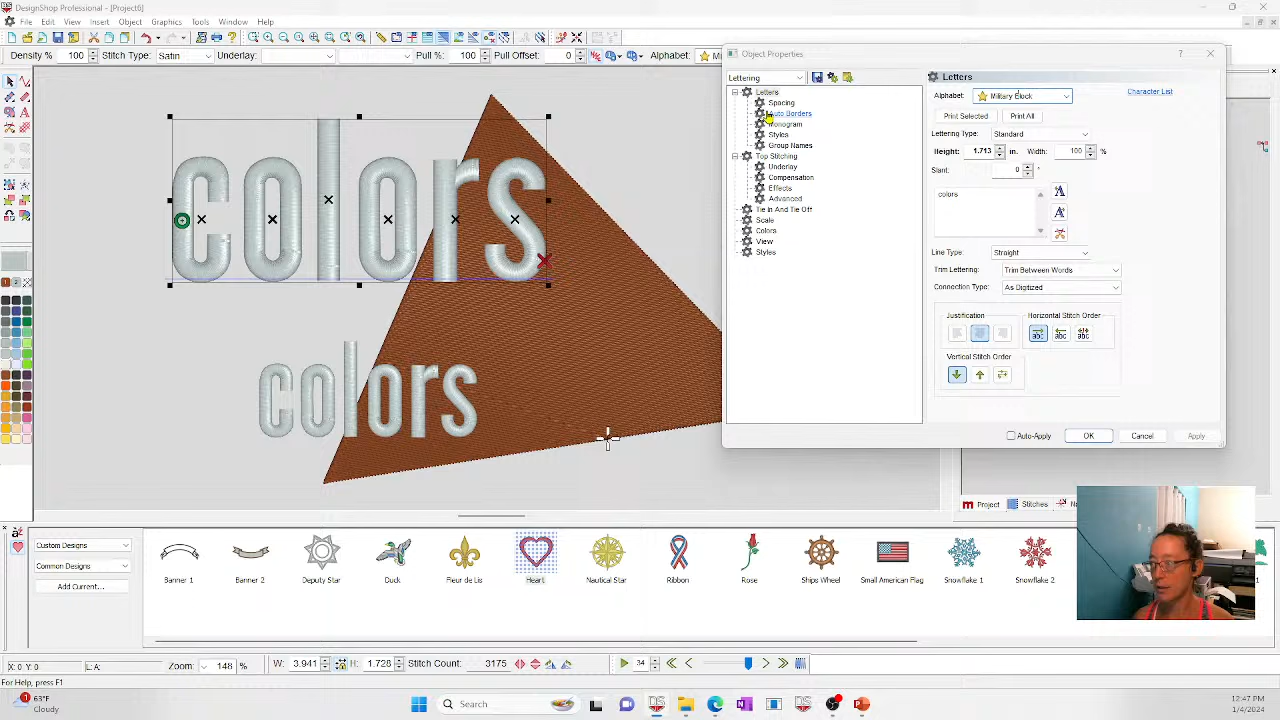 DesignShop Professional - [Project6]
File Edit View Insert Object Graphics Tools Window Help
Density % 100 Stitch Type: Satin Underlay: Pull % 100 Pull Offset: 0 Alphabet:
Object Properties
Lettering
Letters
Spacing
Auto Borders
Monogram
Styles
Group Names
Top Stitching
Underlay
Compensation
Effects
Advanced
Tie In And Tie Off
Scale
Colors
View
Styles
Letters
Alphabet: Military Block Character List
Print Selected Print All
Lettering Type: Standard
Height: 1.713 in. Width: 100 %
Slant: 0 °
colors
Line Type: Straight
Trim Lettering: Trim Between Words
Connection Type: As Digitized
Justification Horizontal Stitch Order
abc abc abc
Vertical Stitch Order
Auto-Apply OK Cancel Apply
colors
colors
Project Stitches
Custom Designs
Common Designs
Add Current...
Banner 1 Banner 2 Deputy Star Duck Fleur de Lis Heart Nautical Star Ribbon Rose Ships Wheel Small American Flag Snowflake 1 Snowflake 2
X: 0 Y: 0 L: A: Zoom: 148 % W: 3.941 H: 1.728 Stitch Count: 3175 34
For Help, press F1
63°F
Cloudy
Search
12:47 PM
1/4/2024